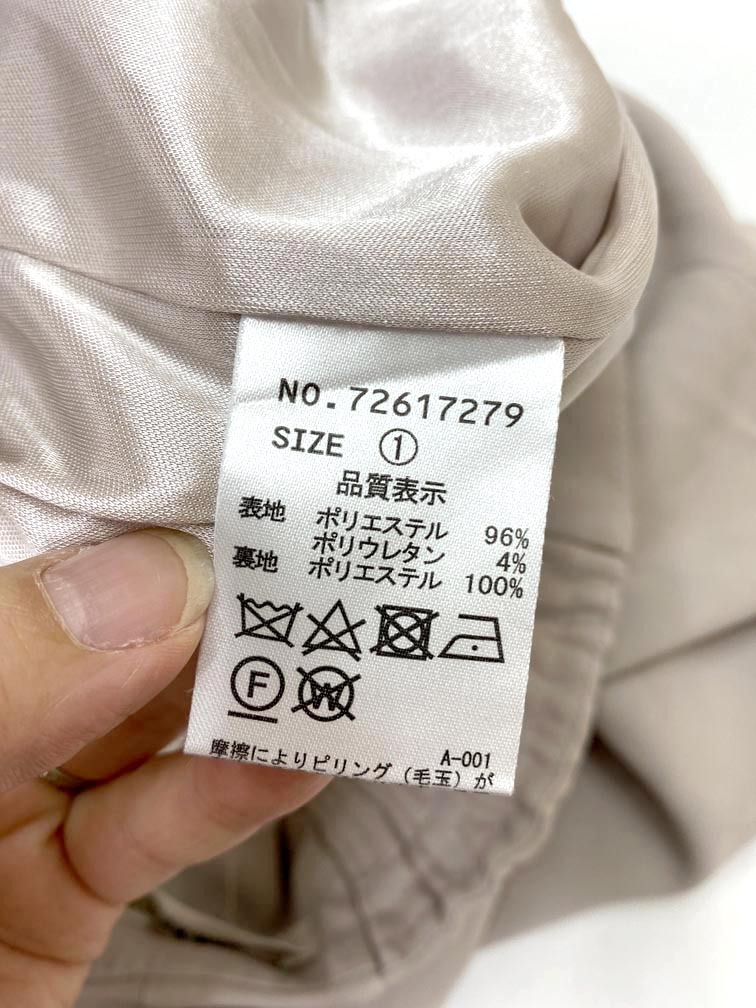 NO.72617279
SIZE ①
品質表示
表地 ポリエステル 96%
ポリウレタン 4%
裏地 ポリエステル 100%
F W
A-001
摩擦によりピリング(毛玉)が